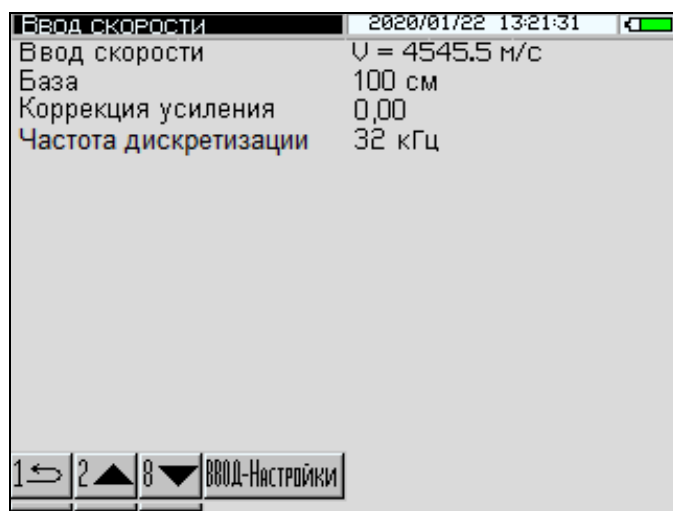 Ввод скорости 2020/01/22 13:21:31
Ввод скорости V = 4545.5 м/с
База 100 см
Коррекция усиления 0,00
Частота дискретизации 32 кГц
1 2 8 ВВОД-Настройки